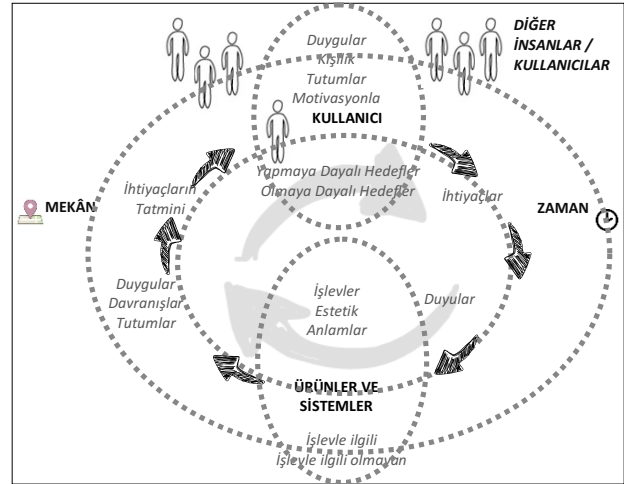 DİĞER
İNSANLAR /
KULLANICILAR
Duygular
Kişilik
Tutumlar
Motivasyonla
KULLANICI
Yapmaya Dayalı Hedefler
Olmaya Dayalı Hedefler
İhtiyaçların
Tatmini
İhtiyaçlar
MEKÂN
ZAMAN
Duygular
Davranışlar
Tutumlar
İşlevler
Estetik
Anlamlar
Duyular
ÜRÜNLER VE
SİSTEMLER
İşlevle ilgili
İşlevle ilgili olmayan